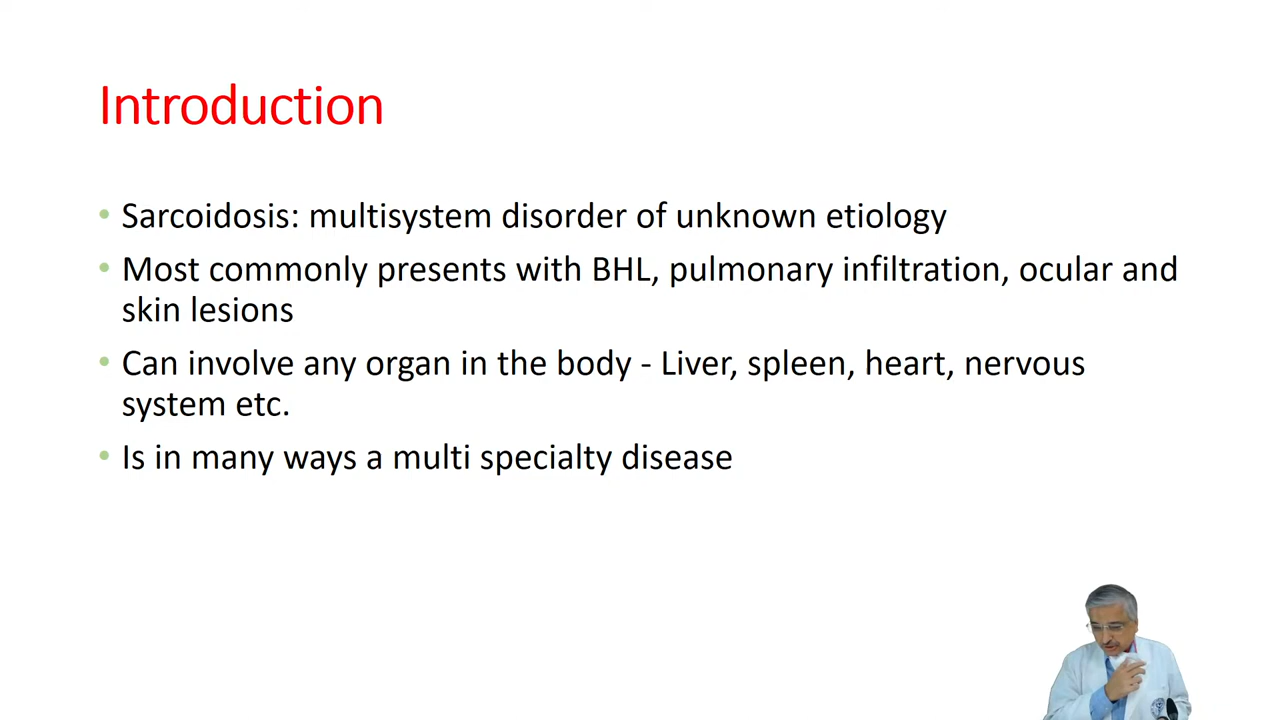 Introduction
• Sarcoidosis: multisystem disorder of unknown etiology
• Most commonly presents with BHL, pulmonary infiltration, ocular and
skin lesions
• Can involve any organ in the body - Liver, spleen, heart, nervous
system etc.
• Is in many ways a multi specialty disease